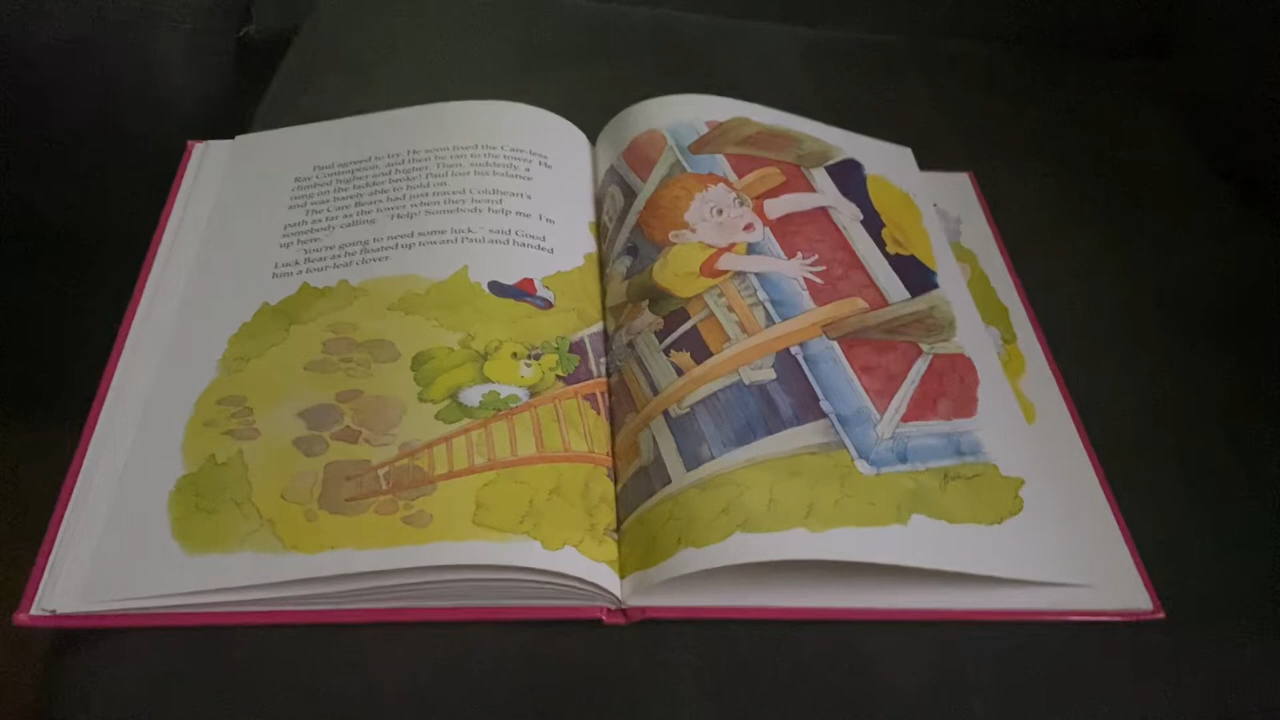 Paul agreed to try. He soon fixed the Care-less
Ray Contraption, and then he ran to the tower. He
climbed higher and higher. Then, suddenly, a
rung on the ladder broke! Paul lost his balance
and was barely able to hold on.
The Care Bears had just traced Coldheart's
path as far as the tower when they heard
somebody calling. "Help! Somebody help me. I'm
up here."
"You're going to need some luck," said Good
Luck Bear as he floated up toward Paul and handed
him a four-leaf clover.